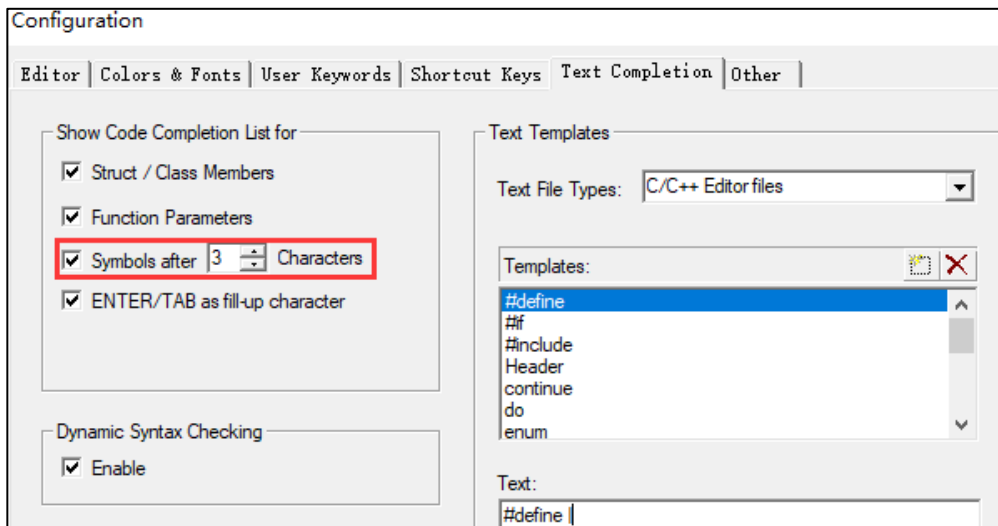 Configuration
Editor Colors & Fonts User Keywords Shortcut Keys Text Completion Other
Show Code Completion List for
Struct / Class Members
Function Parameters
Symbols after 3 Characters
ENTER/TAB as fill-up character
Dynamic Syntax Checking
Enable
Text Templates
Text File Types: C/C++ Editor files
Templates:
#define
#if
#include
Header
continue
do
enum
Text:
#define |